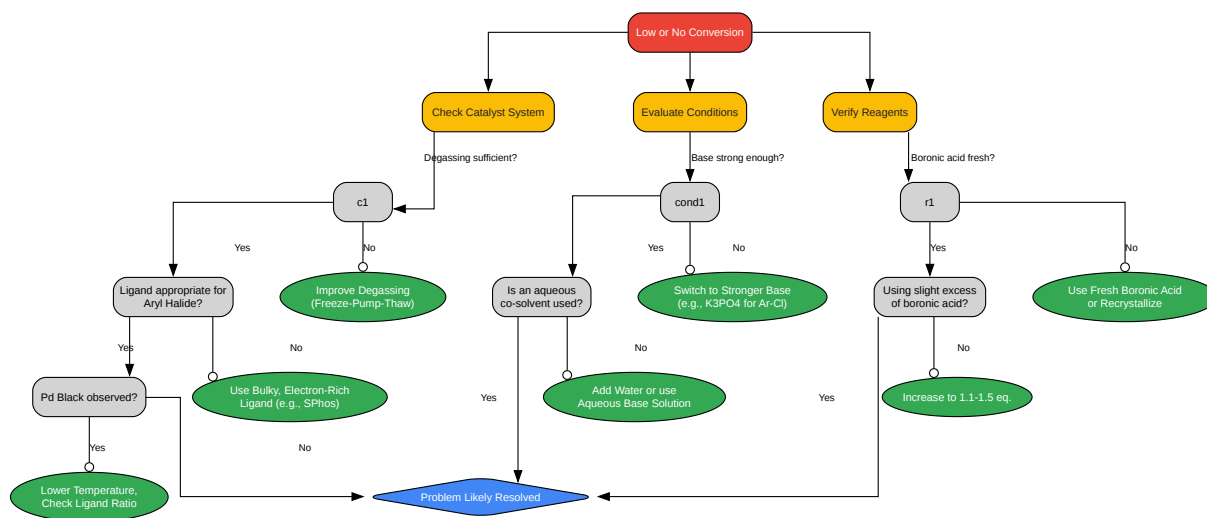 Low or No Conversion
Check Catalyst System
Evaluate Conditions
Verify Reagents
Degassing sufficient?
Base strong enough?
Boronic acid fresh?
c1
cond1
r1
Yes
No
Yes
No
Yes
No
Ligand appropriate for
Aryl Halide?
Improve Degassing
(Freeze-Pump-Thaw)
Is an aqueous
co-solvent used?
Switch to Stronger Base
(e.g., K3PO4 for Ar-Cl)
Using slight excess
of boronic acid?
Use Fresh Boronic Acid
or Recrystallize
Yes
No
No
No
Pd Black observed?
Use Bulky, Electron-Rich
Ligand (e.g., SPhos)
Yes
Add Water or use
Aqueous Base Solution
Yes
Increase to 1.1-1.5 eq.
Yes
No
Lower Temperature,
Check Ligand Ratio
Problem Likely Resolved